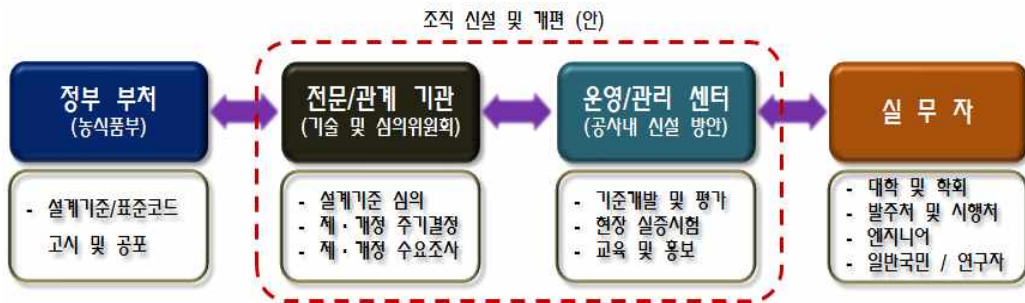 조직 신설 및 개편 (안)
정부 부처
(농식품부)
전문/관계 기관
(기술 및 심의위원회)
운영/관리 센터
(공사내 신설 방안)
실 무 자
- 설계기준/표준코드
고시 및 공포
- 설계기준 심의
- 제·개정 주기결정
- 제·개정 수요조사
- 기준개발 및 평가
- 현장 실증시험
- 교육 및 홍보
- 대학 및 학회
- 발주처 및 시행처
- 엔지니어
- 일반국민 / 연구자